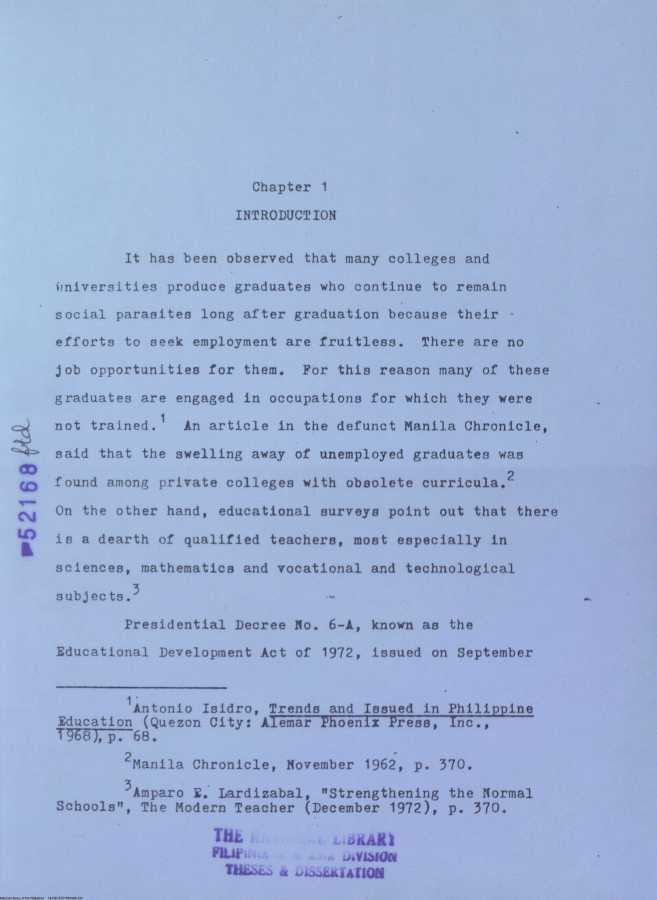 Chapter 1
INTRODUCTION
It has been observed that many colleges and
universities produce graduates who continue to remain
social parasites long after graduation because their
efforts to seek employment are fruitless. There are no
job opportunities for them. For this reason many of these
graduates are engaged in occupations for which they were
not trained.1 An article in the defunct Manila Chronicle,
said that the swelling away of unemployed graduates was
found among private colleges with obsolete curricula.2
On the other hand, educational surveys point out that there
is a dearth of qualified teachers, most especially in
sciences, mathematics and vocational and technological
subjects.3
Presidential Decree No. 6-A, known as the
Educational Development Act of 1972, issued on September
1Antonio Isidro, Trends and Issued in Philippine
Education (Quezon City: Alemar Phoenix Press, Inc.,
1968), p. 68.
2Manila Chronicle, November 1962, p. 370.
3Amparo E. Lardizabal, "Strengthening the Normal
Schools", The Modern Teacher (December 1972), p. 370.
THE NATIONAL LIBRARY
DIVISION
THESES & DISSERTATION
52168